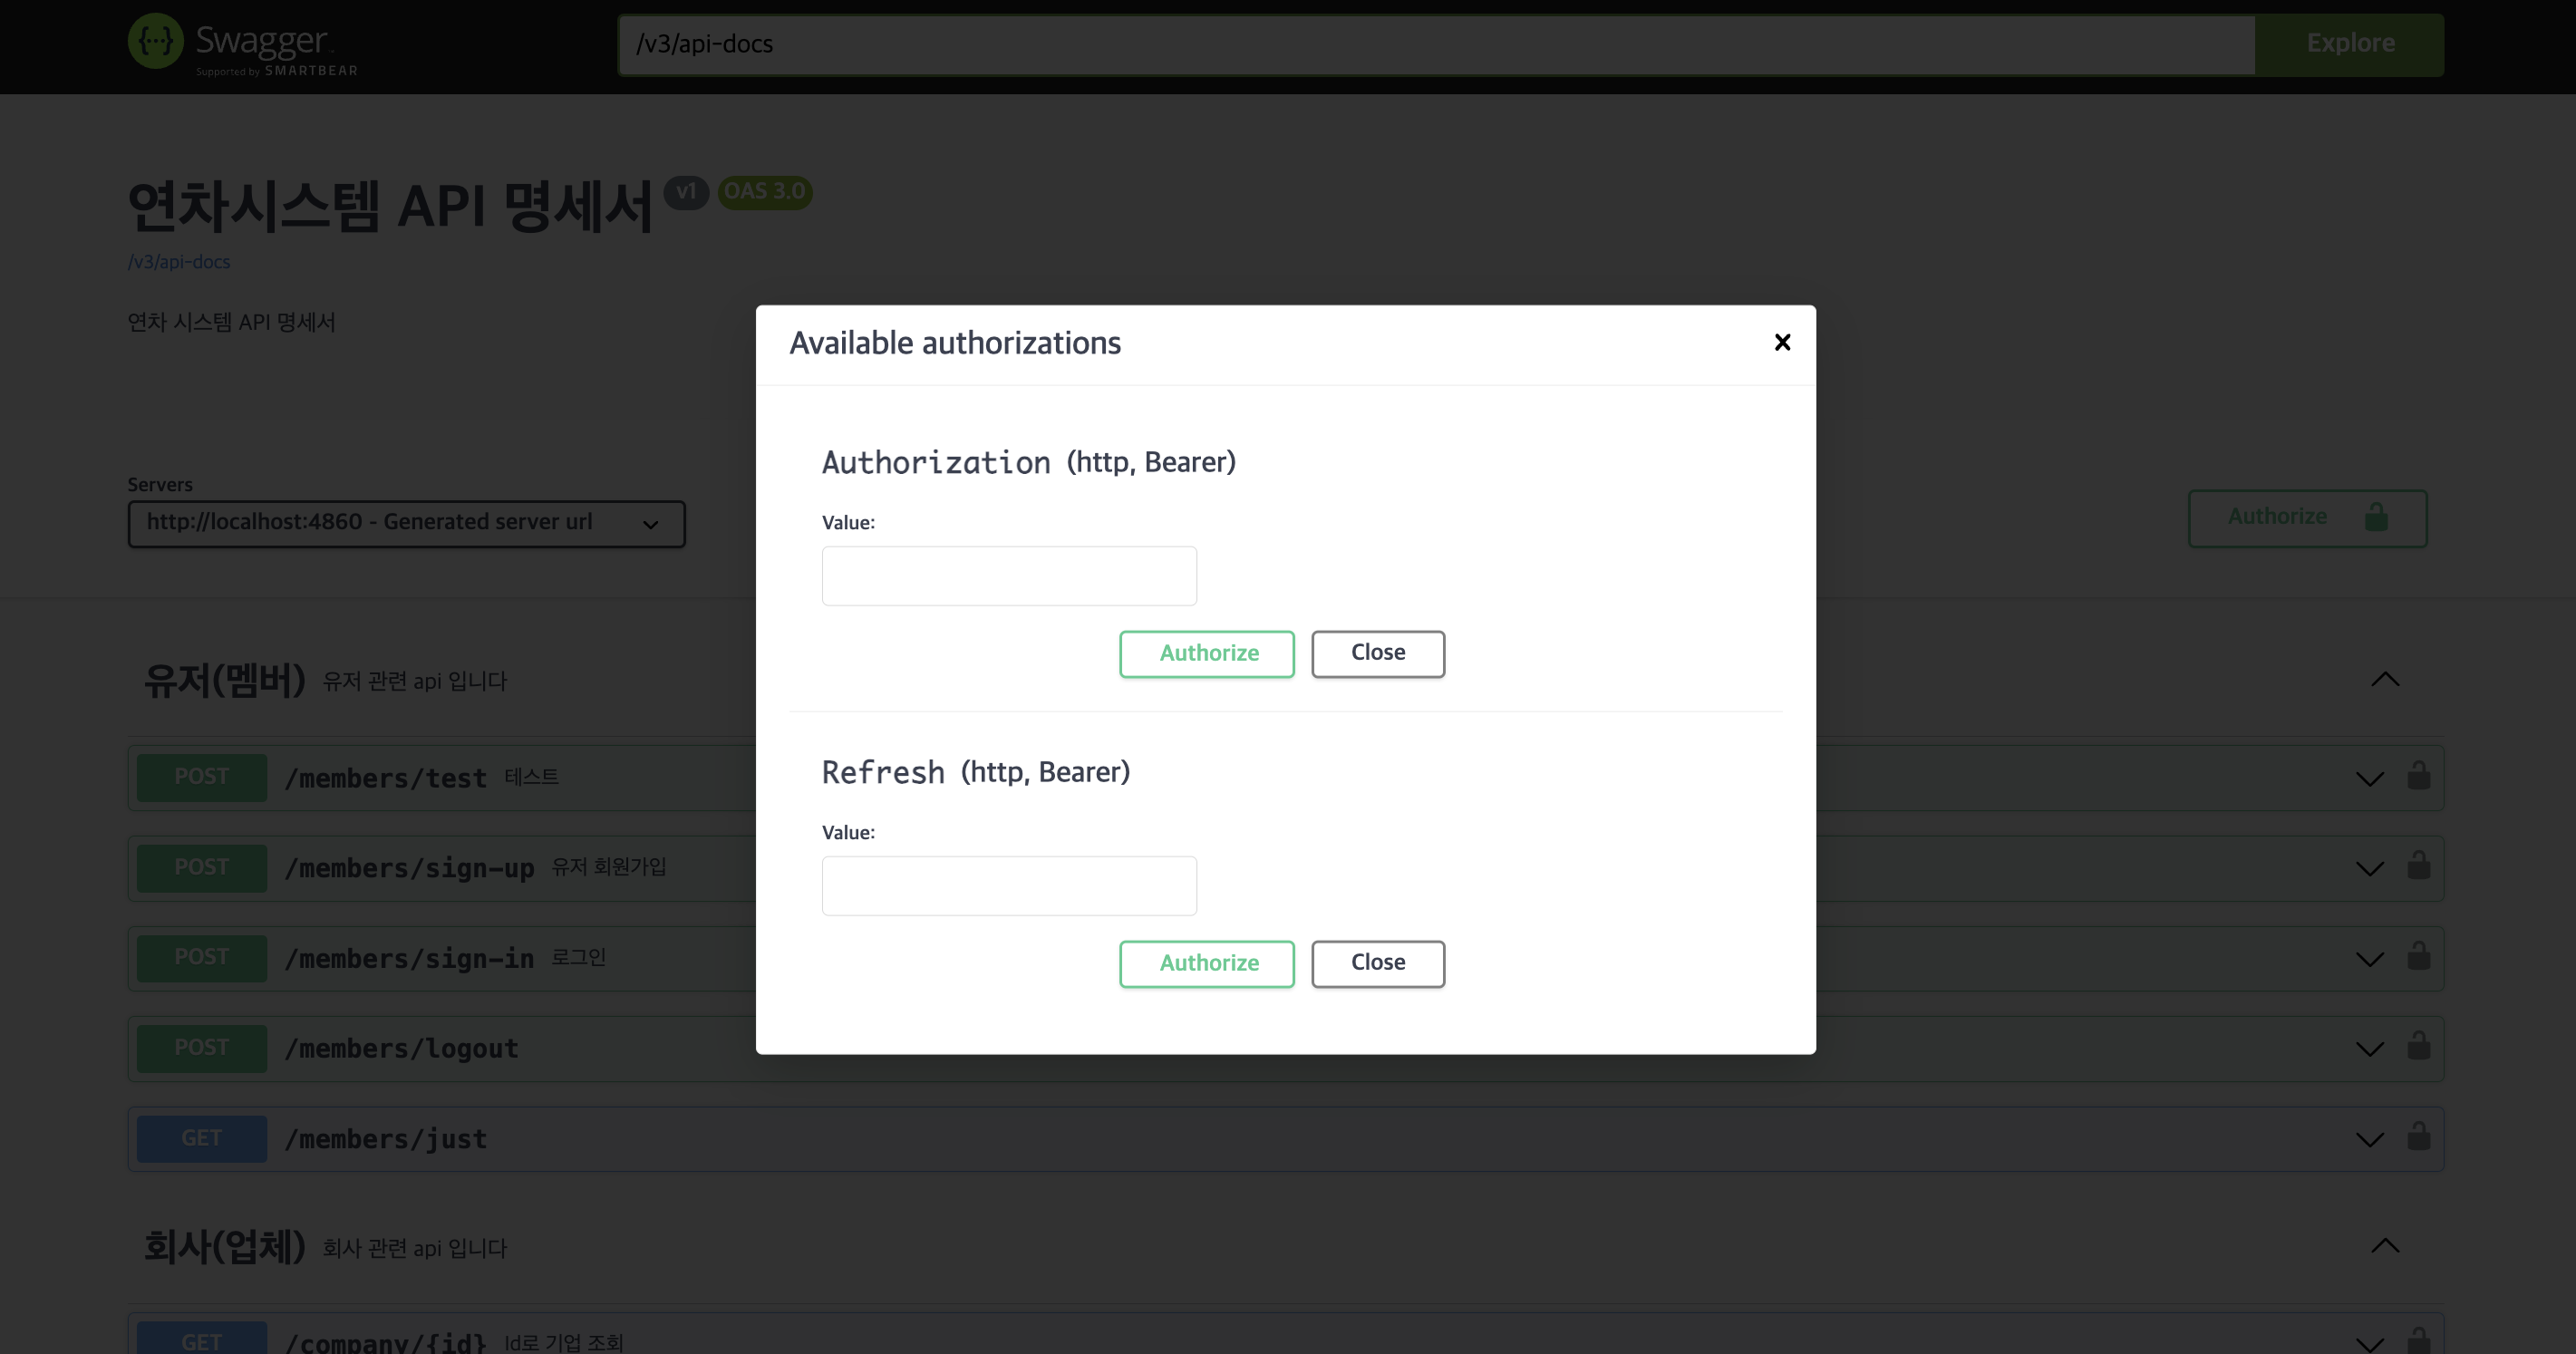 Swagger
Supported by SMARTBEAR
/v3/api-docs
Explore
연차시스템 API 명세서 v1 OAS 3.0
/v3/api-docs
연차 시스템 API 명세서
Servers
http://localhost:4860 - Generated server url
Authorize
Available authorizations
Authorization (http, Bearer)
Value:
Authorize Close
Refresh (http, Bearer)
Value:
Authorize Close
유저(멤버) 유저 관련 api 입니다
POST /members/test 테스트
POST /members/sign-up 유저 회원가입
POST /members/sign-in 로그인
POST /members/logout
GET /members/just
회사(업체) 회사 관련 api 입니다
GET /company/{id} Id로 기업 조회